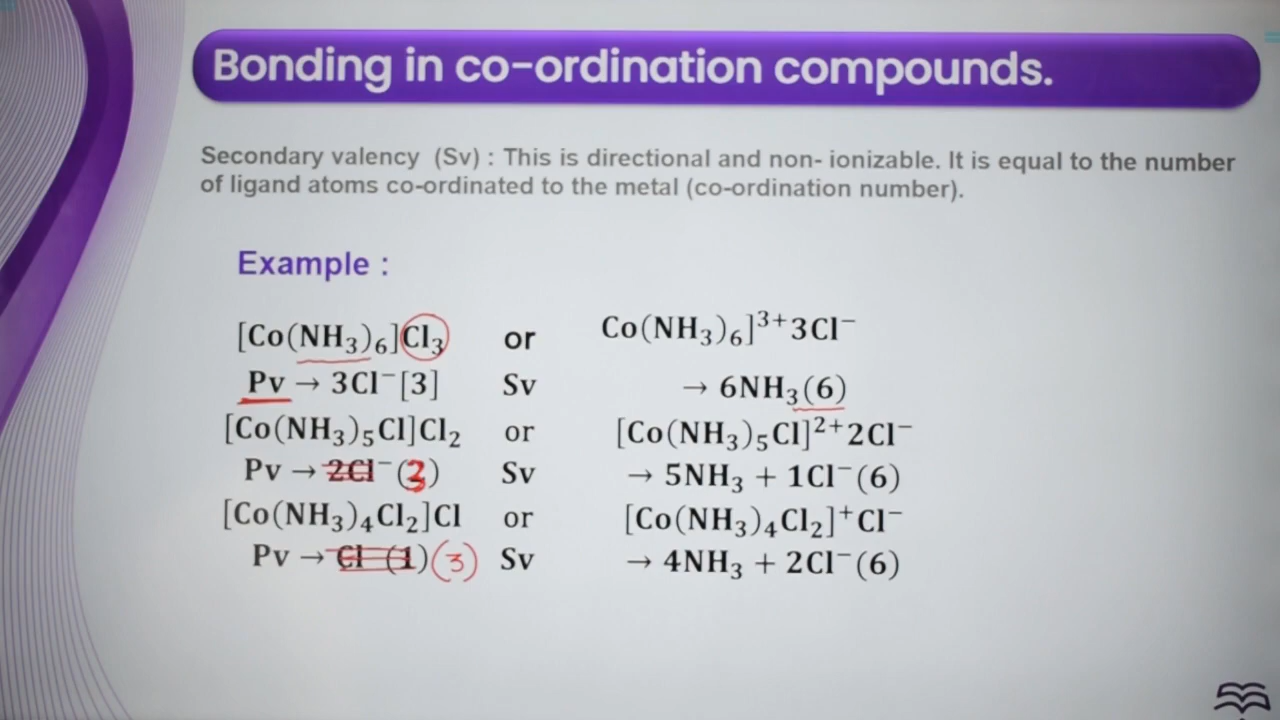 Bonding in co-ordination compounds.
Secondary valency (Sv) : This is directional and non- ionizable. It is equal to the number
of ligand atoms co-ordinated to the metal (co-ordination number).
Example :
[Co(NH₃)₆]Cl₃ or Co(NH₃)₆]³⁺3Cl⁻
Pv → 3Cl⁻[3] Sv → 6NH₃(6)
[Co(NH₃)₅Cl]Cl₂ or [Co(NH₃)₅Cl]²⁺2Cl⁻
Pv → 2Cl⁻(3) Sv → 5NH₃ + 1Cl⁻(6)
[Co(NH₃)₄Cl₂]Cl or [Co(NH₃)₄Cl₂]⁺Cl⁻
Pv → Cl⁻(1)(3) Sv → 4NH₃ + 2Cl⁻(6)